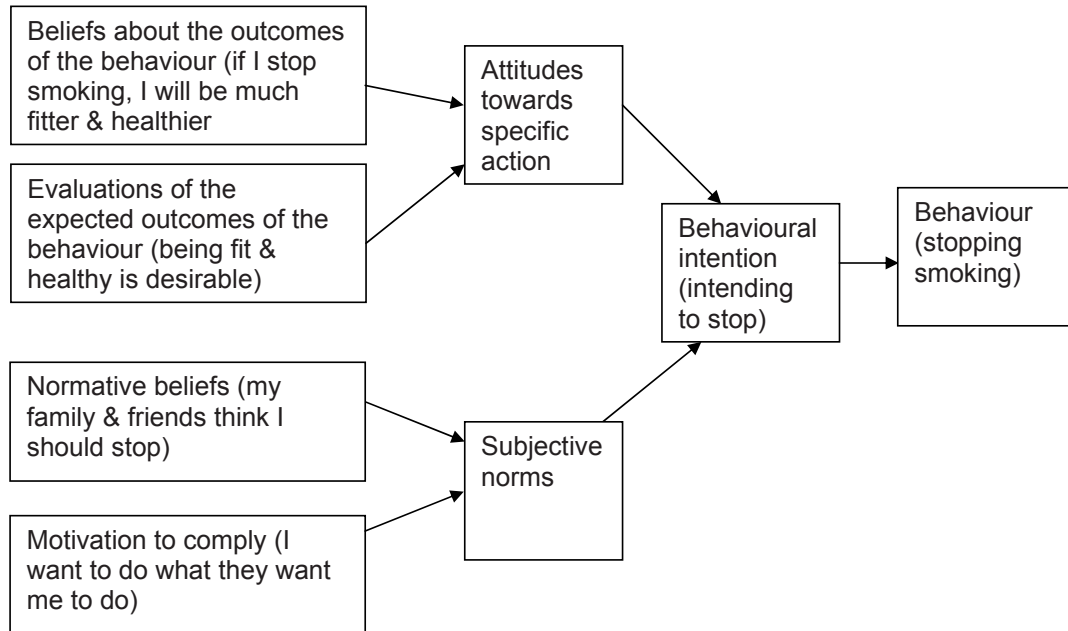 Beliefs about the outcomes
of the behaviour (if I stop
smoking, I will be much
fitter & healthier
Evaluations of the
expected outcomes of the
behaviour (being fit &
healthy is desirable)
Normative beliefs (my
family & friends think I
should stop)
Motivation to comply (I
want to do what they want
me to do)
Attitudes
towards
specific
action
Subjective
norms
Behavioural
intention
(intending
to stop)
Behaviour
(stopping
smoking)